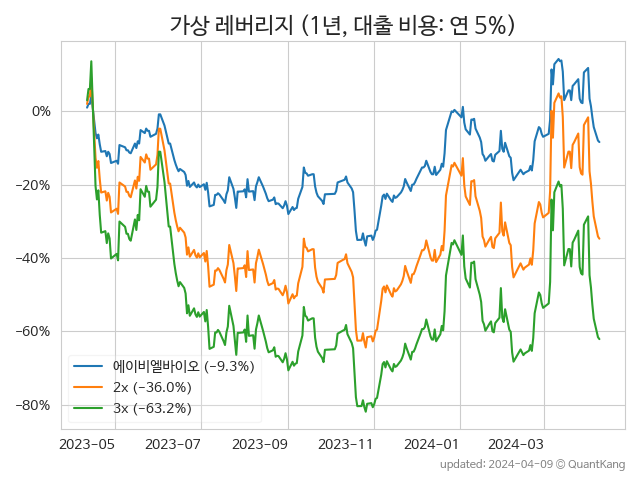 가상 레버리지 (1년, 대출 비용: 연 5%)
0%
−20%
−40%
−60%
−80%
에이비엘바이오 (−9.3%)
2x (−36.0%)
3x (−63.2%)
2023−05 2023−07 2023−09 2023−11 2024−01 2024−03
updated: 2024−04−09 © QuantKang